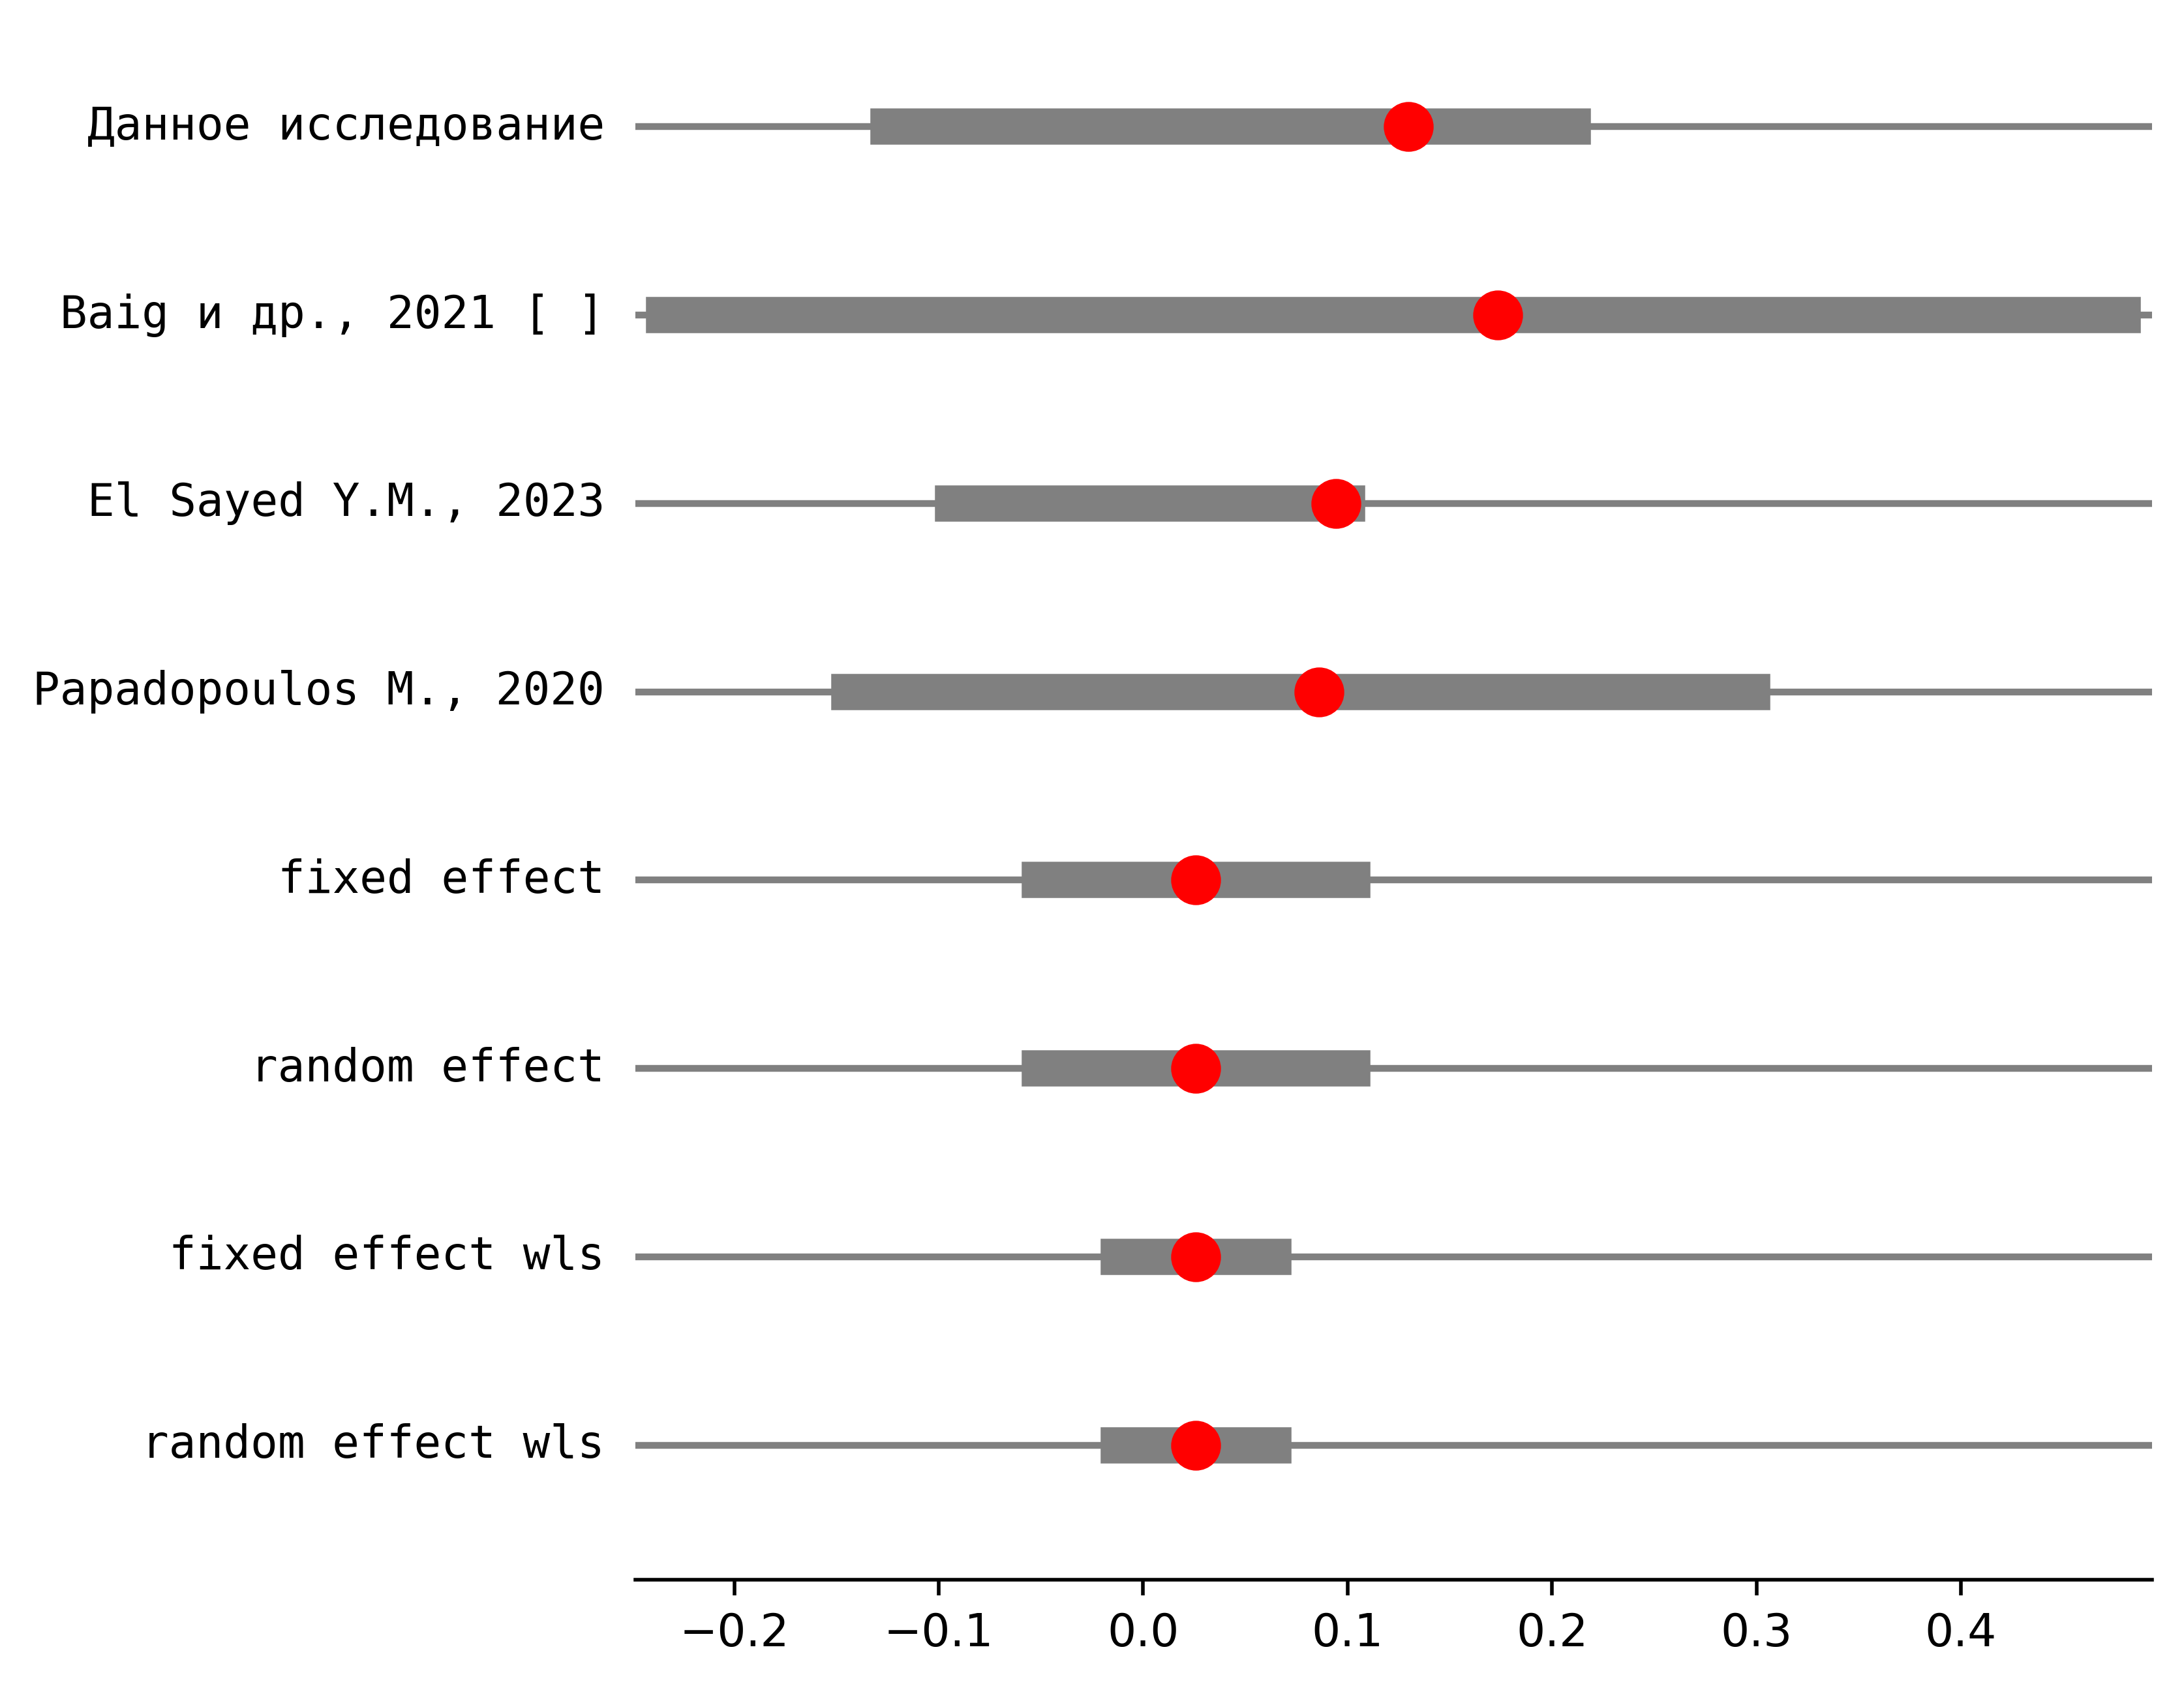 Данное исследование
Baig и др., 2021 [ ]
El Sayed Y.M., 2023
Papadopoulos M., 2020
fixed effect
random effect
fixed effect wls
random effect wls
−0.2 −0.1 0.0 0.1 0.2 0.3 0.4